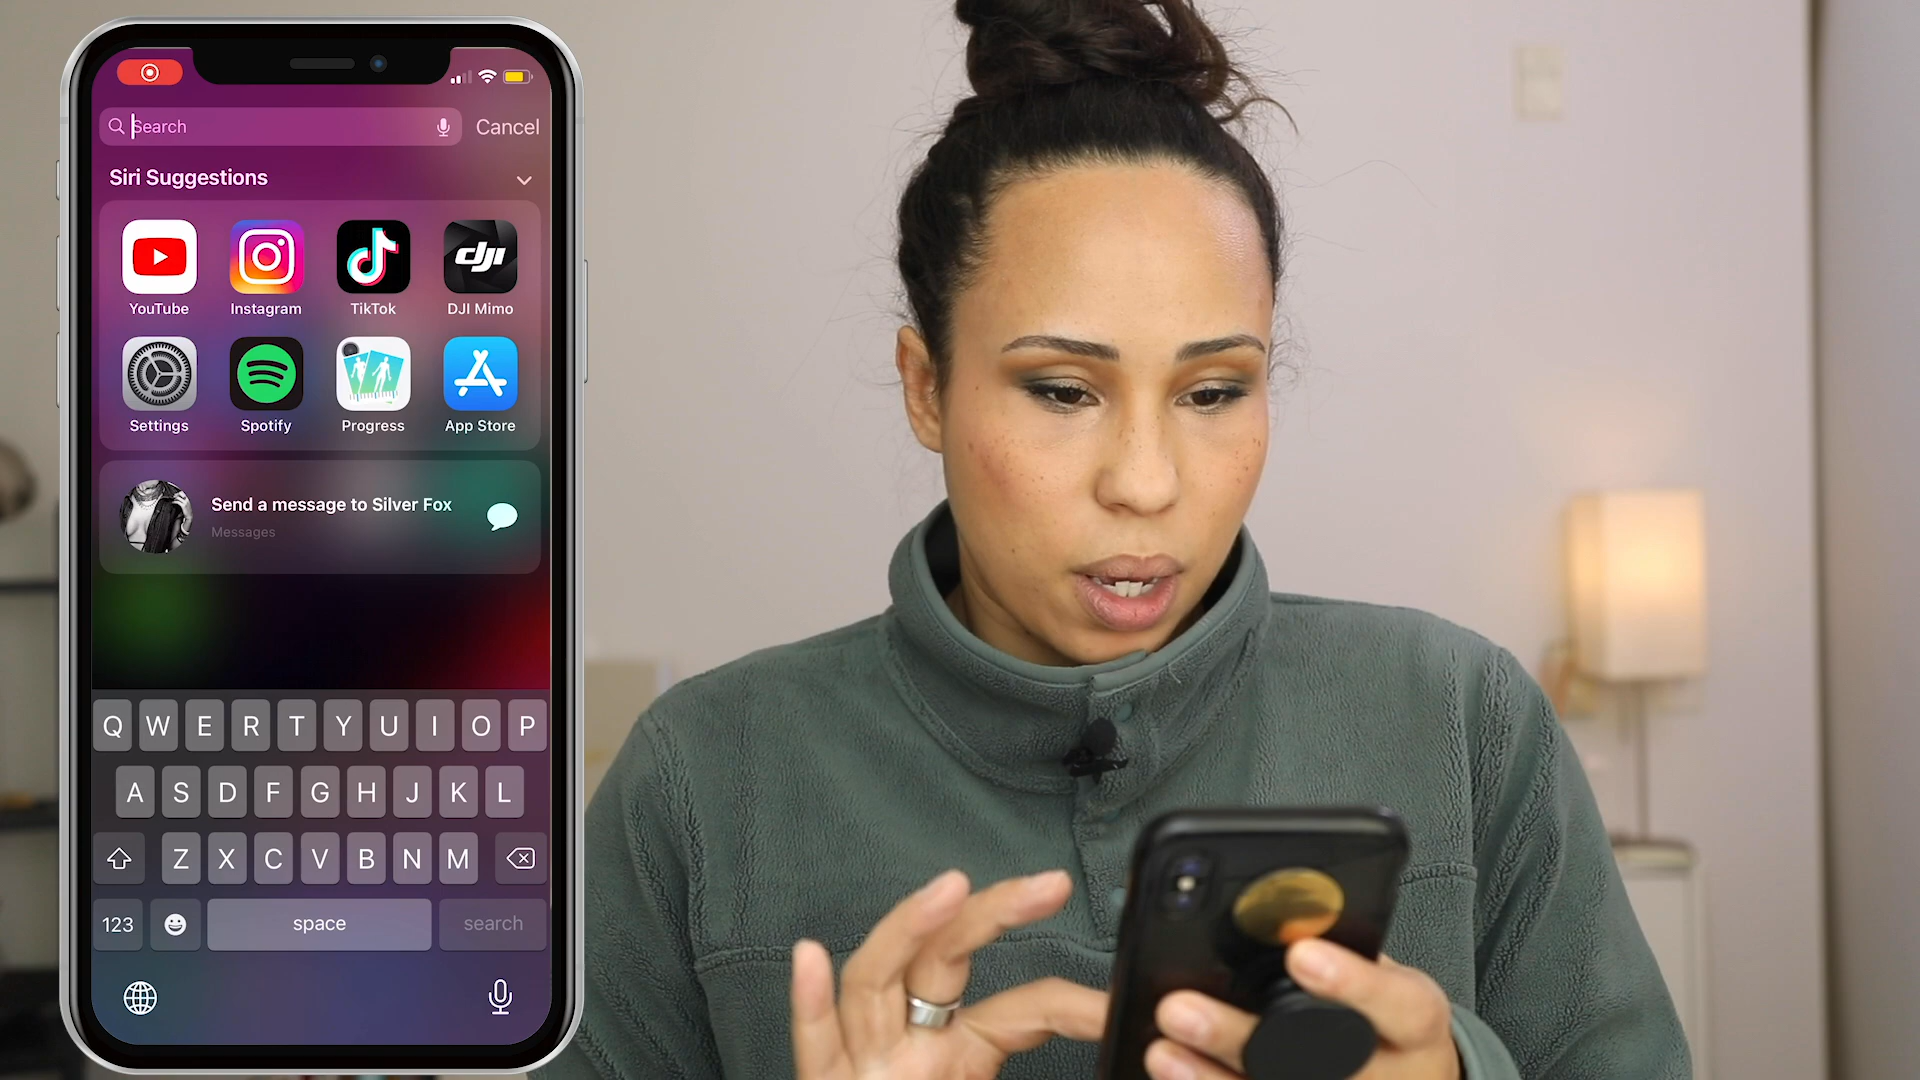 Search
Cancel
Siri Suggestions
YouTube
Instagram
TikTok
dji
DJI Mimo
Settings
Spotify
Progress
App Store
Send a message to Silver Fox
Messages
Q W E R T Y U I O P
A S D F G H J K L
Z X C V B N M
123
space
search